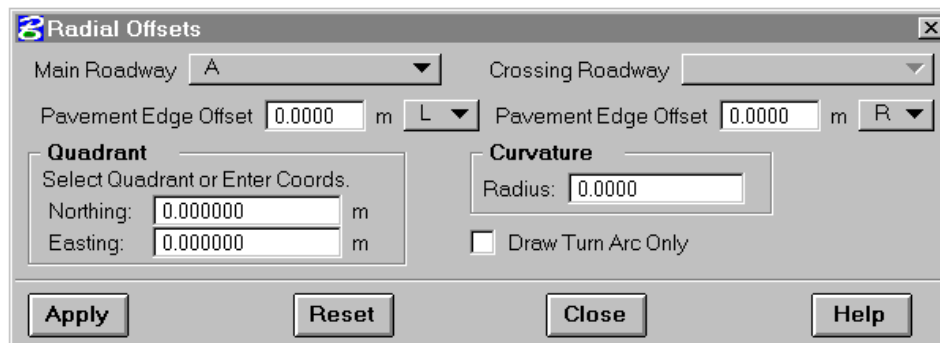 Radial Offsets
Main Roadway A Crossing Roadway
Pavement Edge Offset 0.0000 m L Pavement Edge Offset 0.0000 m R
Quadrant Curvature
Select Quadrant or Enter Coords.
Radius: 0.0000
Northing: 0.000000 m
Easting: 0.000000 m Draw Turn Arc Only
Apply Reset Close Help